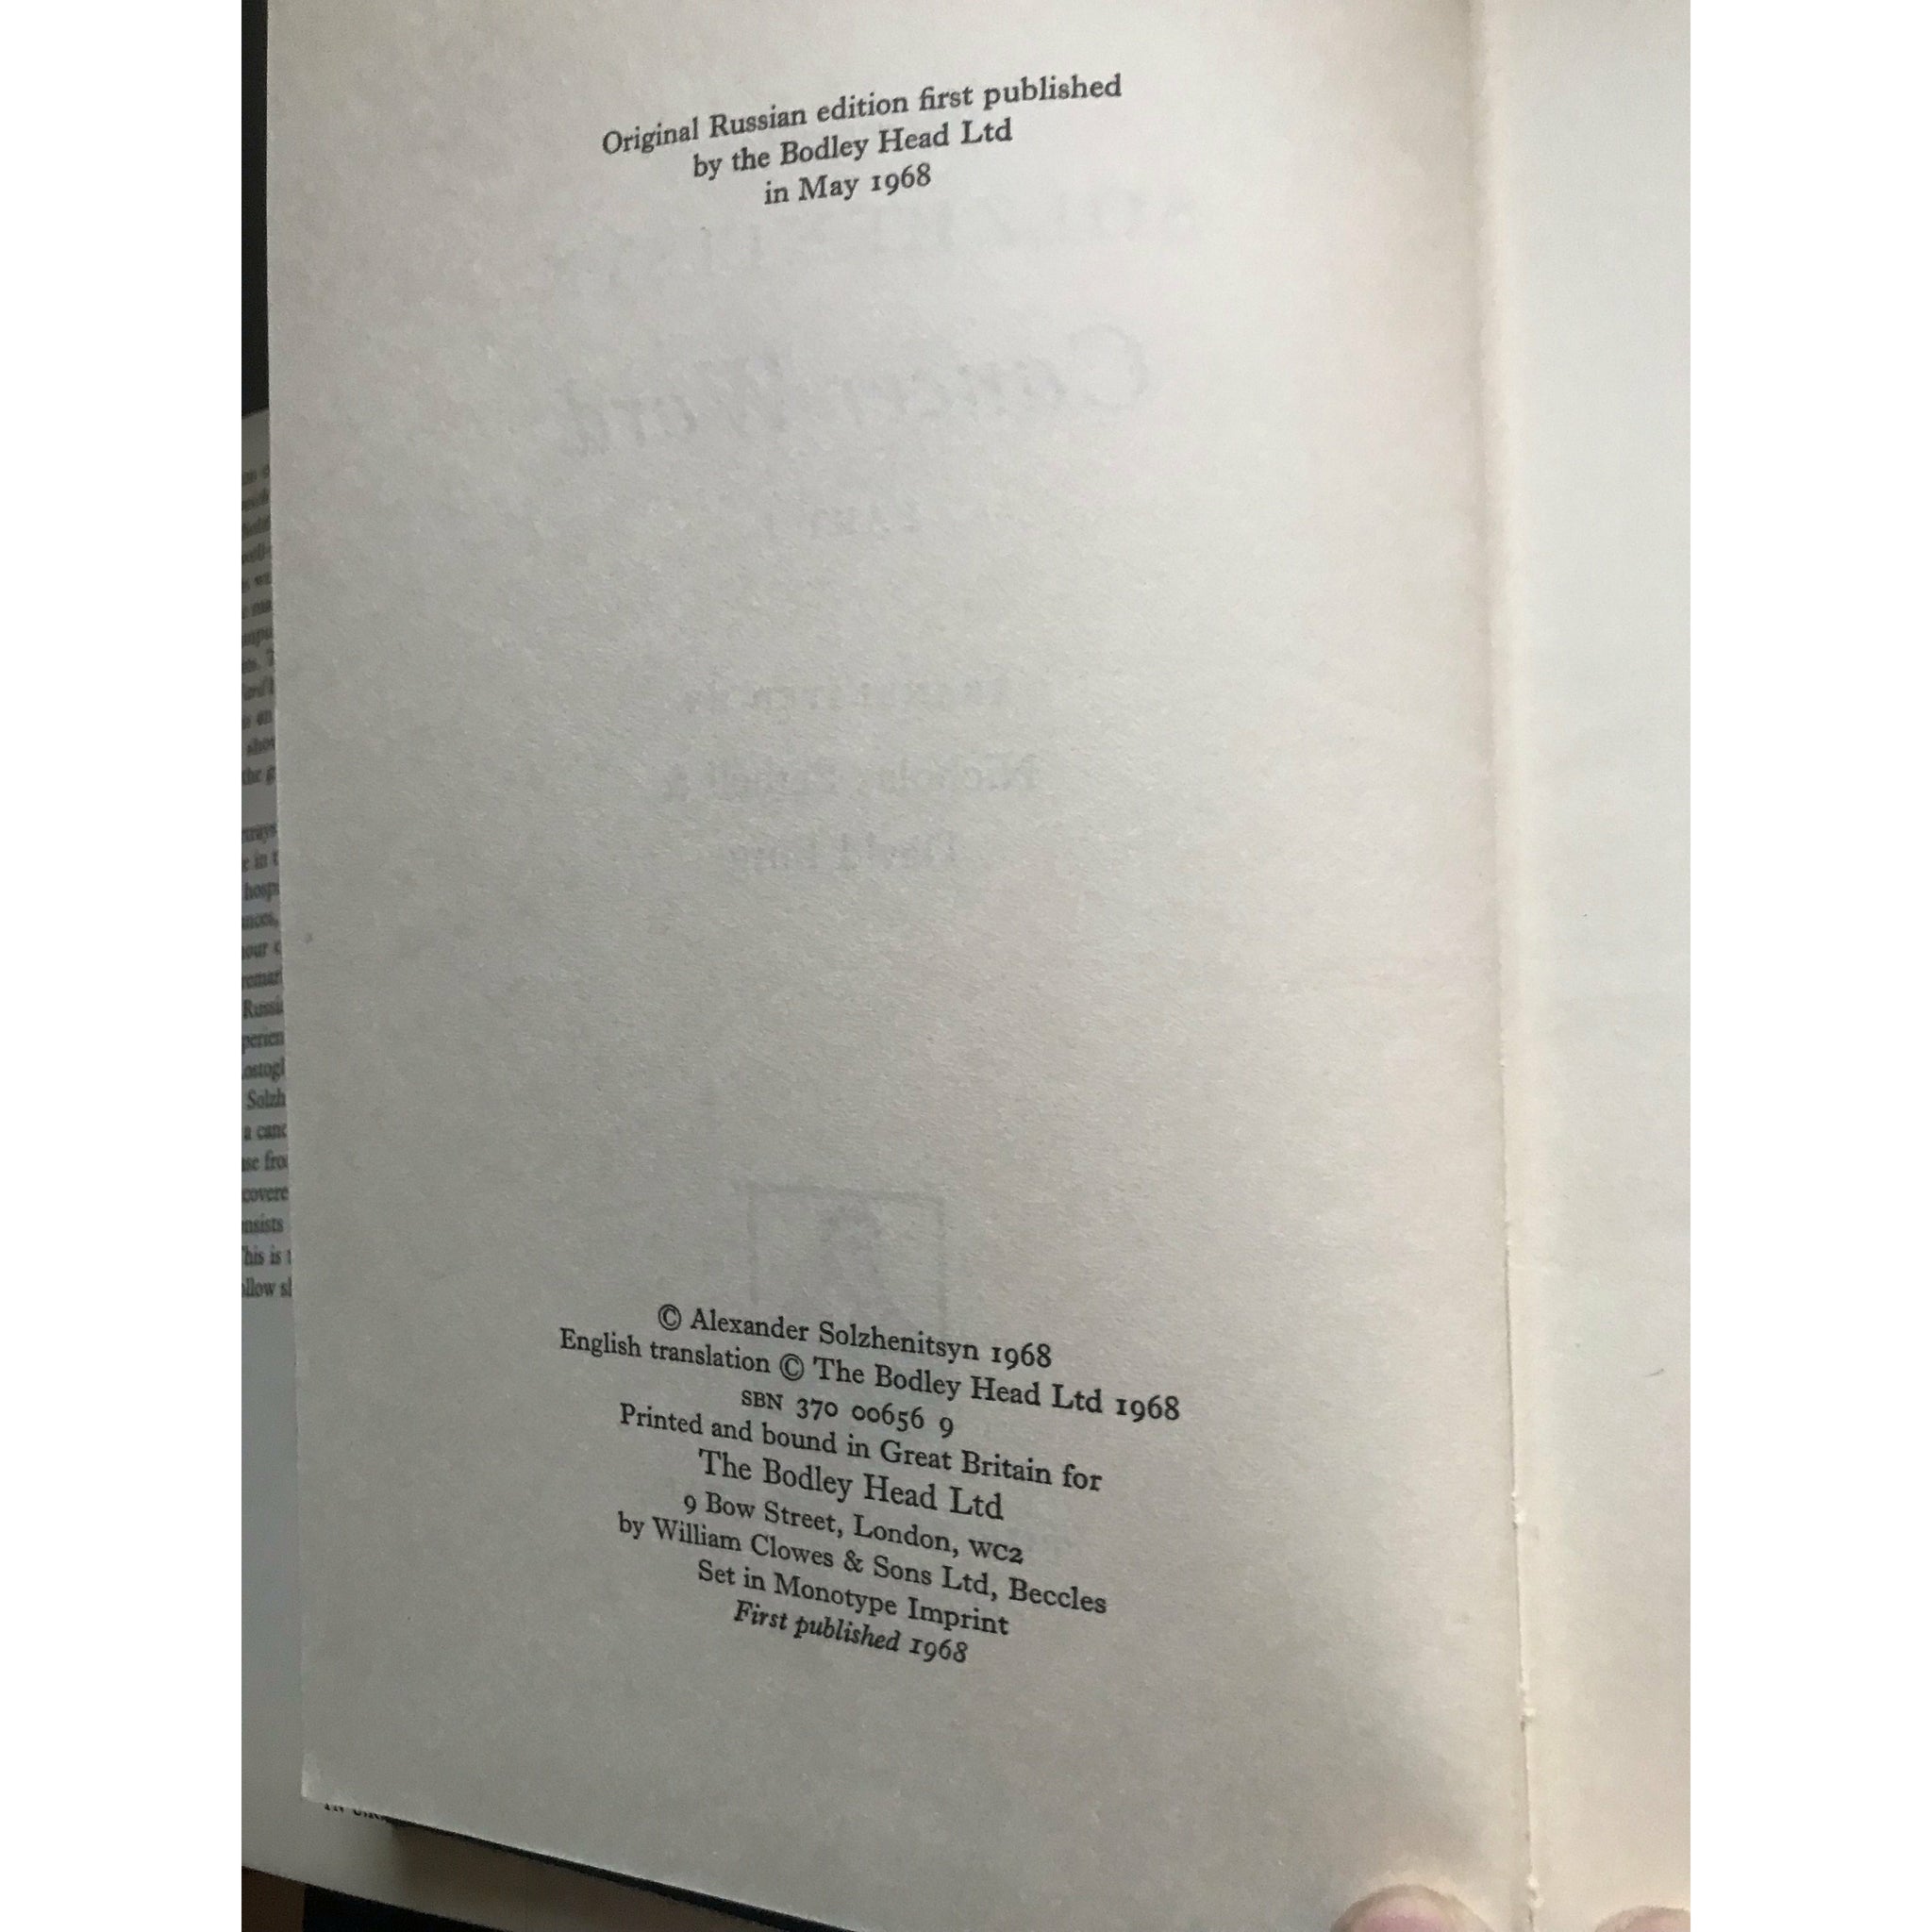 Original Russian edition first published
by the Bodley Head Ltd
in May 1968
Cancer Ward
© Alexander Solzhenitsyn 1968
English translation © The Bodley Head Ltd 1968
SBN 370 00656 9
Printed and bound in Great Britain for
The Bodley Head Ltd
9 Bow Street, London, WC2
by William Clowes & Sons Ltd, Beccles
Set in Monotype Imprint
First published 1968